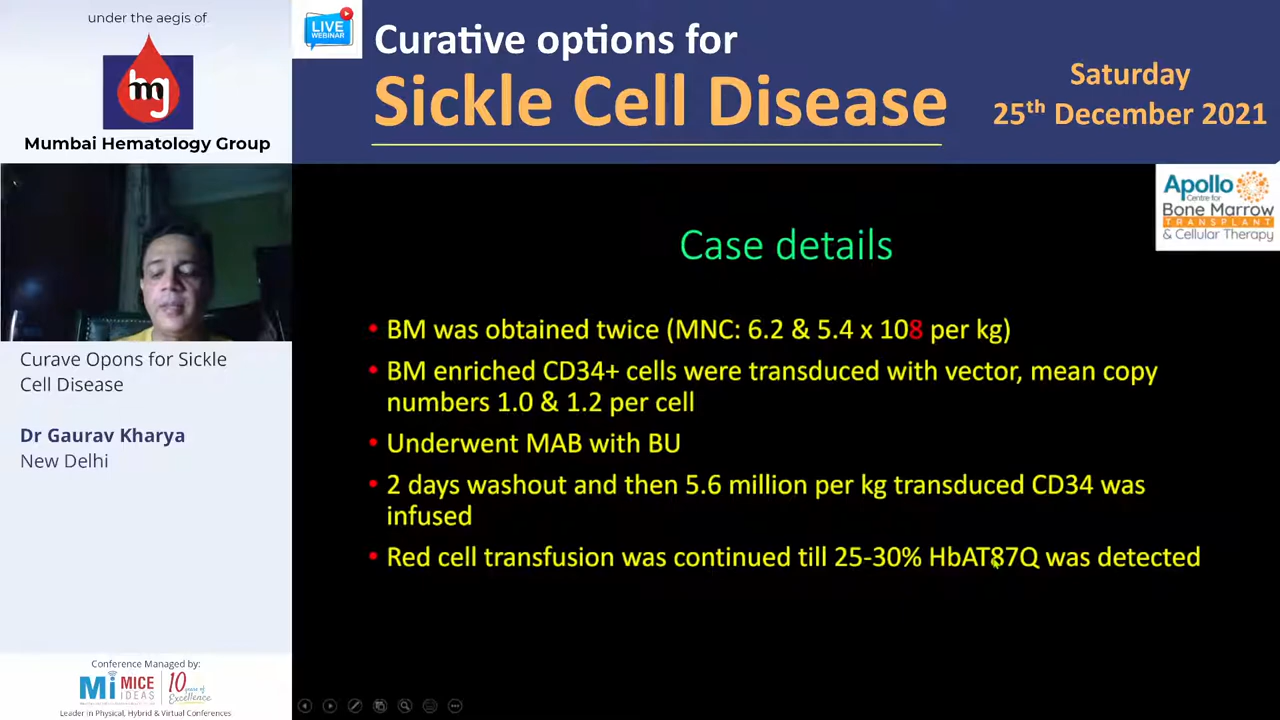 under the aegis of
mg
Mumbai Hematology Group
LIVE
WEBINAR
Curative options for
Sickle Cell Disease
Saturday
25th December 2021
Apollo
Centre for
Bone Marrow
TRANSPLANT
& Cellular Therapy
Curave Opons for Sickle
Cell Disease
Dr Gaurav Kharya
New Delhi
Case details
• BM was obtained twice (MNC: 6.2 & 5.4 x 108 per kg)
• BM enriched CD34+ cells were transduced with vector, mean copy
numbers 1.0 & 1.2 per cell
• Underwent MAB with BU
• 2 days washout and then 5.6 million per kg transduced CD34 was
infused
• Red cell transfusion was continued till 25-30% HbAT87Q was detected
Conference Managed by:
Mi MICE
IDEAS
10 years of
Excellence
Leader in Physical, Hybrid & Virtual Conferences